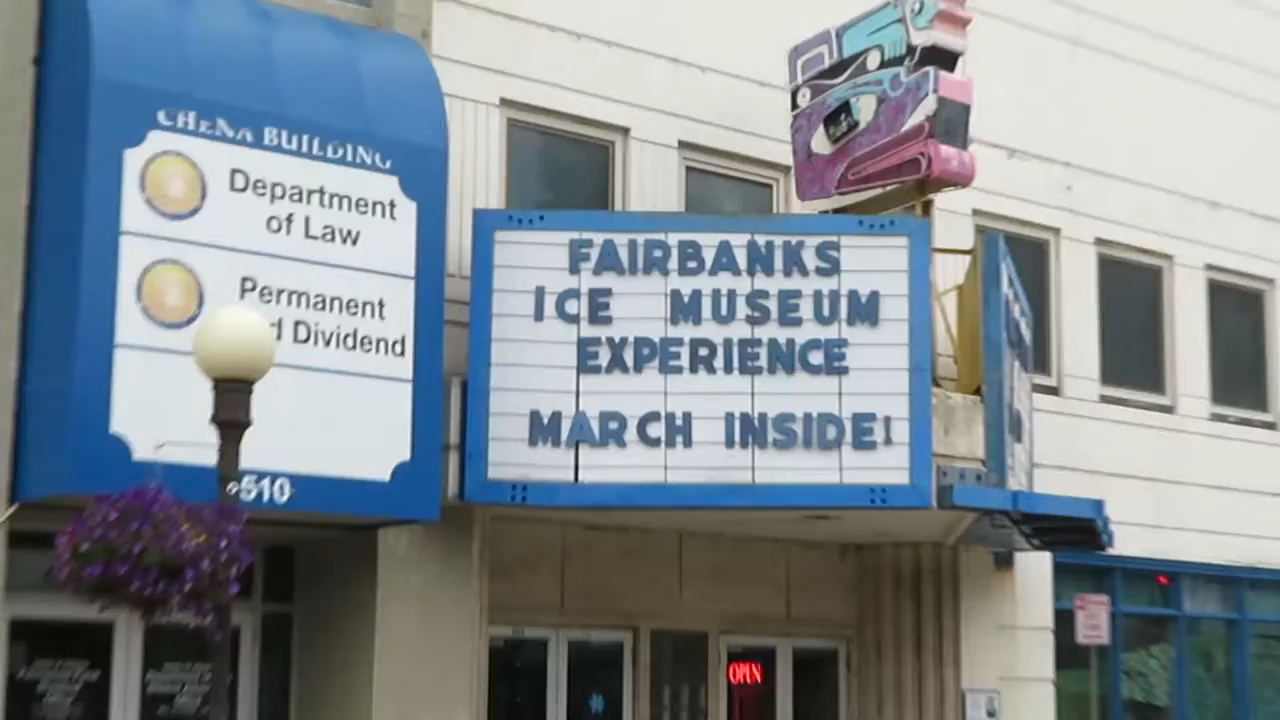 CHENA BUILDING
Department
of Law
Permanent
d Dividend
510
FAIRBANKS
ICE MUSEUM
EXPERIENCE
MARCH INSIDE!
OPEN